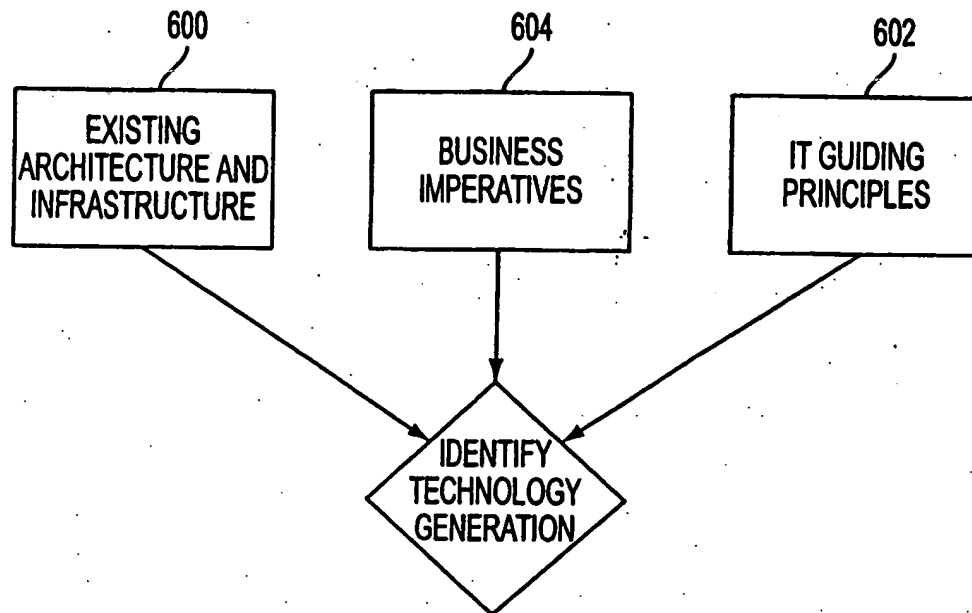 600
604
602
EXISTING
ARCHITECTURE AND
INFRASTRUCTURE
BUSINESS
IMPERATIVES
IT GUIDING
PRINCIPLES
IDENTIFY
TECHNOLOGY
GENERATION